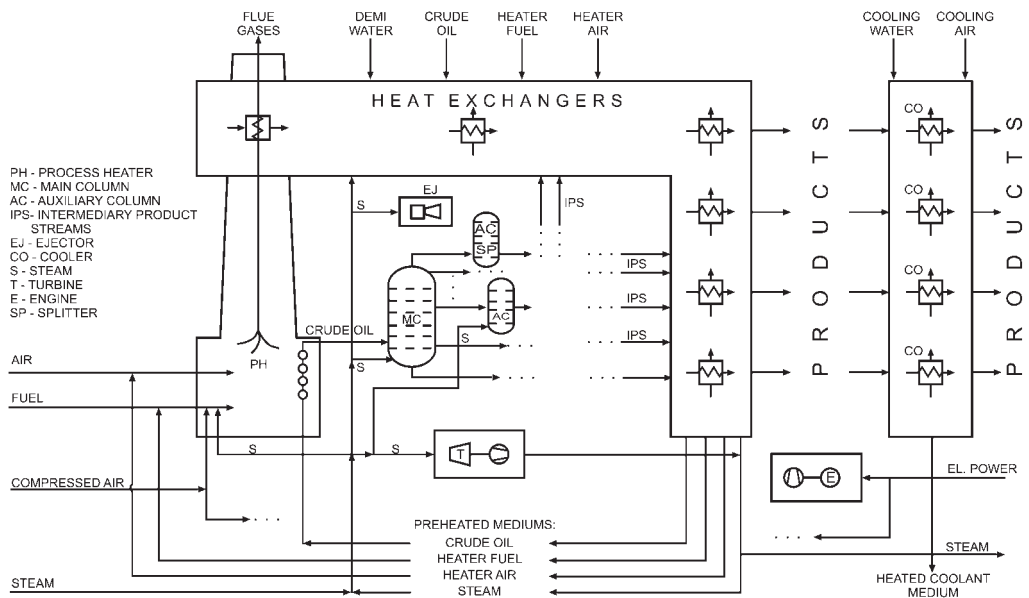 FLUE
GASES
DEMI
WATER
CRUDE
OIL
HEATER
FUEL
HEATER
AIR
COOLING
WATER
COOLING
AIR
HEAT EXCHANGERS
PH - PROCESS HEATER
MC - MAIN COLUMN
AC - AUXILIARY COLUMN
IPS- INTERMEDIARY PRODUCT
STREAMS
EJ - EJECTOR
CO - COOLER
S - STEAM
T - TURBINE
E - ENGINE
SP - SPLITTER
EJ
S
IPS
AC
SP
IPS
MC
AC
IPS
S
IPS
CRUDE OIL
S
PH
AIR
FUEL
S
S
T
COMPRESSED AIR
STEAM
PREHEATED MEDIUMS:
CRUDE OIL
HEATER FUEL
HEATER AIR
STEAM
PRODUCTS
CO
CO
CO
CO
PRODUCTS
E
EL. POWER
STEAM
HEATED COOLANT
MEDIUM